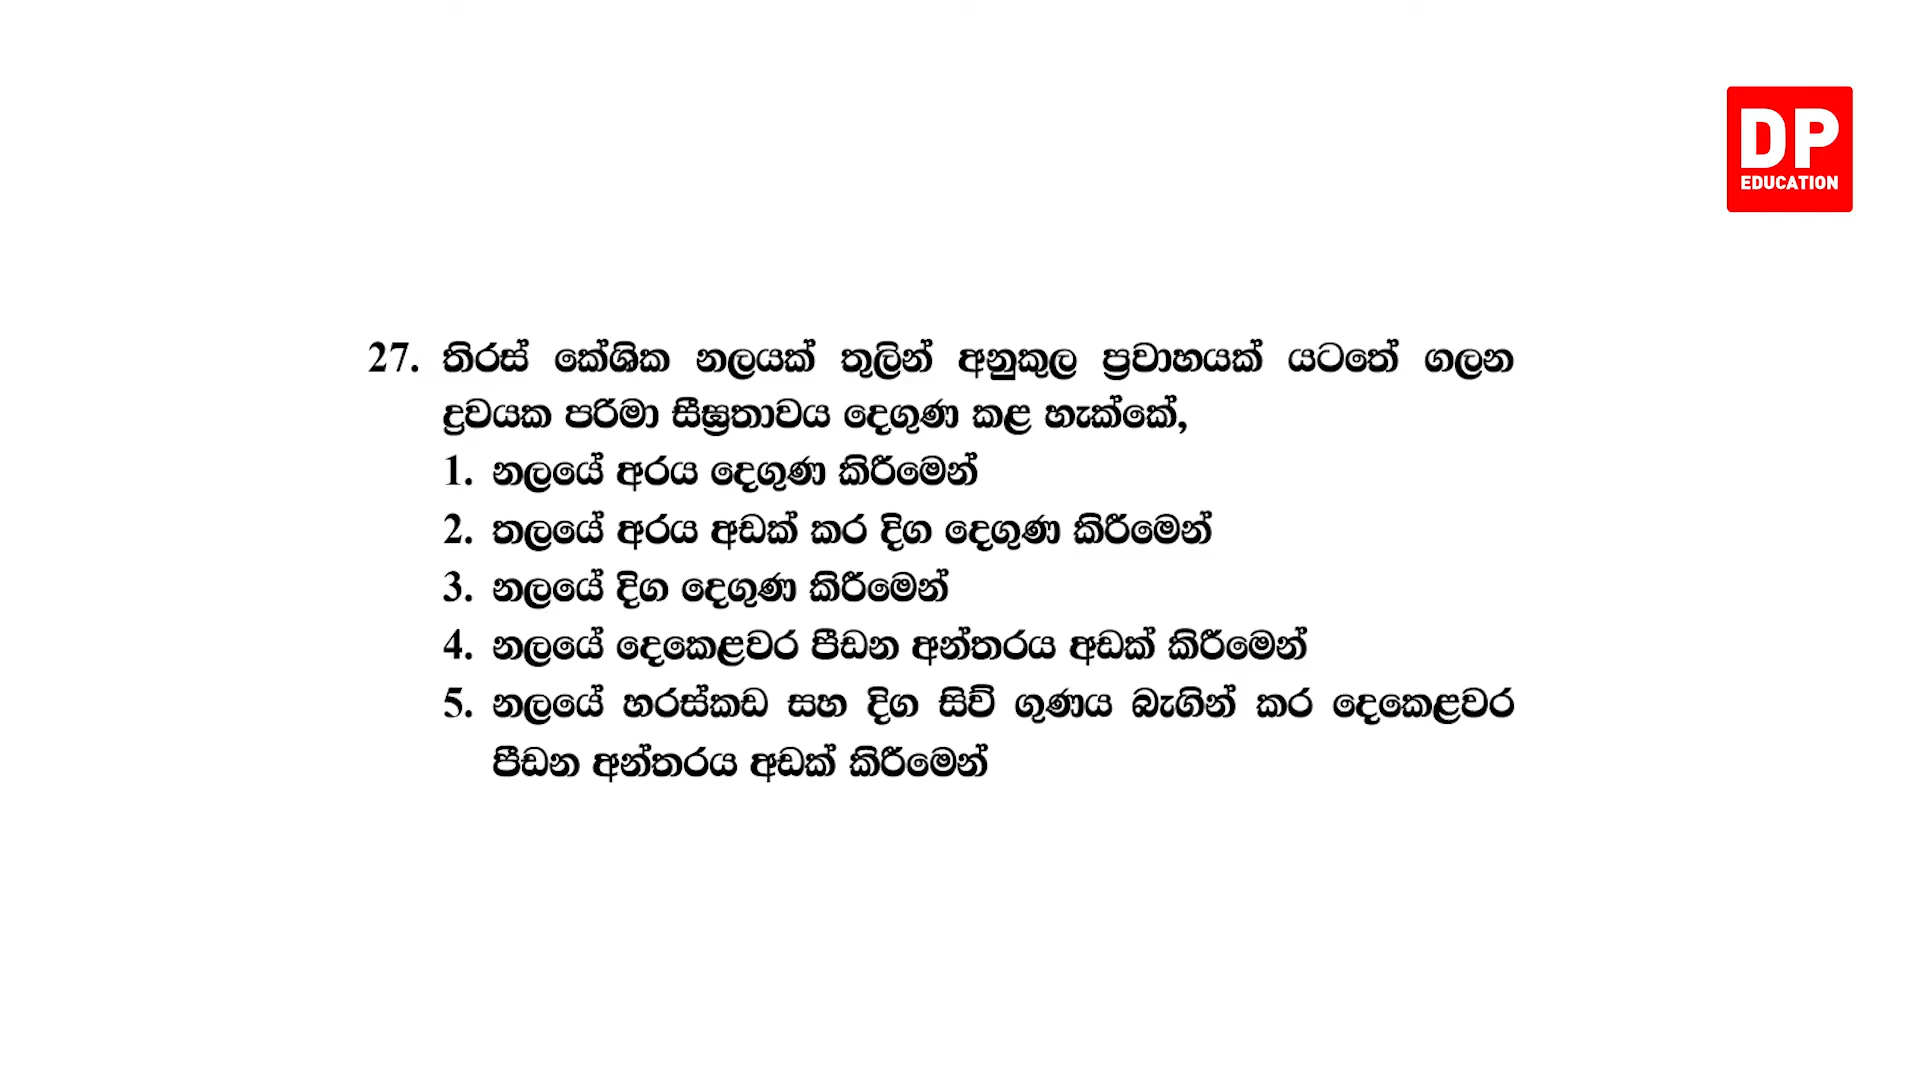 DP
EDUCATION
27. තිරස් කේශික නලයක් තුලින් අනුකුල ප්‍රවාහයක් යටතේ ගලන
ද්‍රවයක පරිමා සීඝ්‍රතාවය දෙගුණ කළ හැක්කේ,
1. නලයේ අරය දෙගුණ කිරීමෙන්
2. තලයේ අරය අඩක් කර දිග දෙගුණ කිරීමෙන්
3. නලයේ දිග දෙගුණ කිරීමෙන්
4. නලයේ දෙකෙළවර පීඩන අන්තරය අඩක් කිරීමෙන්
5. නලයේ හරස්කඩ සහ දිග සිව් ගුණය බැගින් කර දෙකෙළවර
පීඩන අන්තරය අඩක් කිරීමෙන්